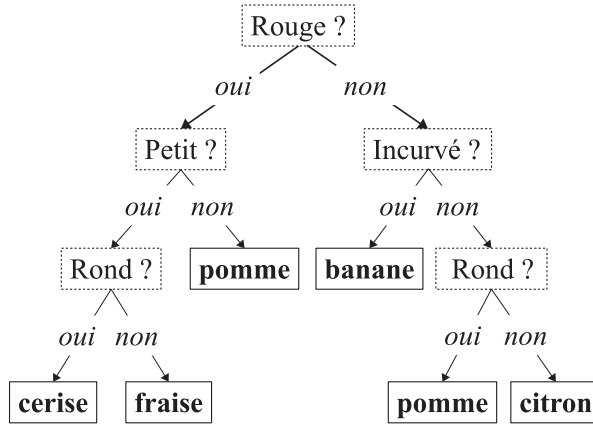 Rouge ?
oui non
Petit ? Incurvé ?
oui non oui non
Rond ? pomme banane Rond ?
oui non oui non
cerise fraise pomme citron